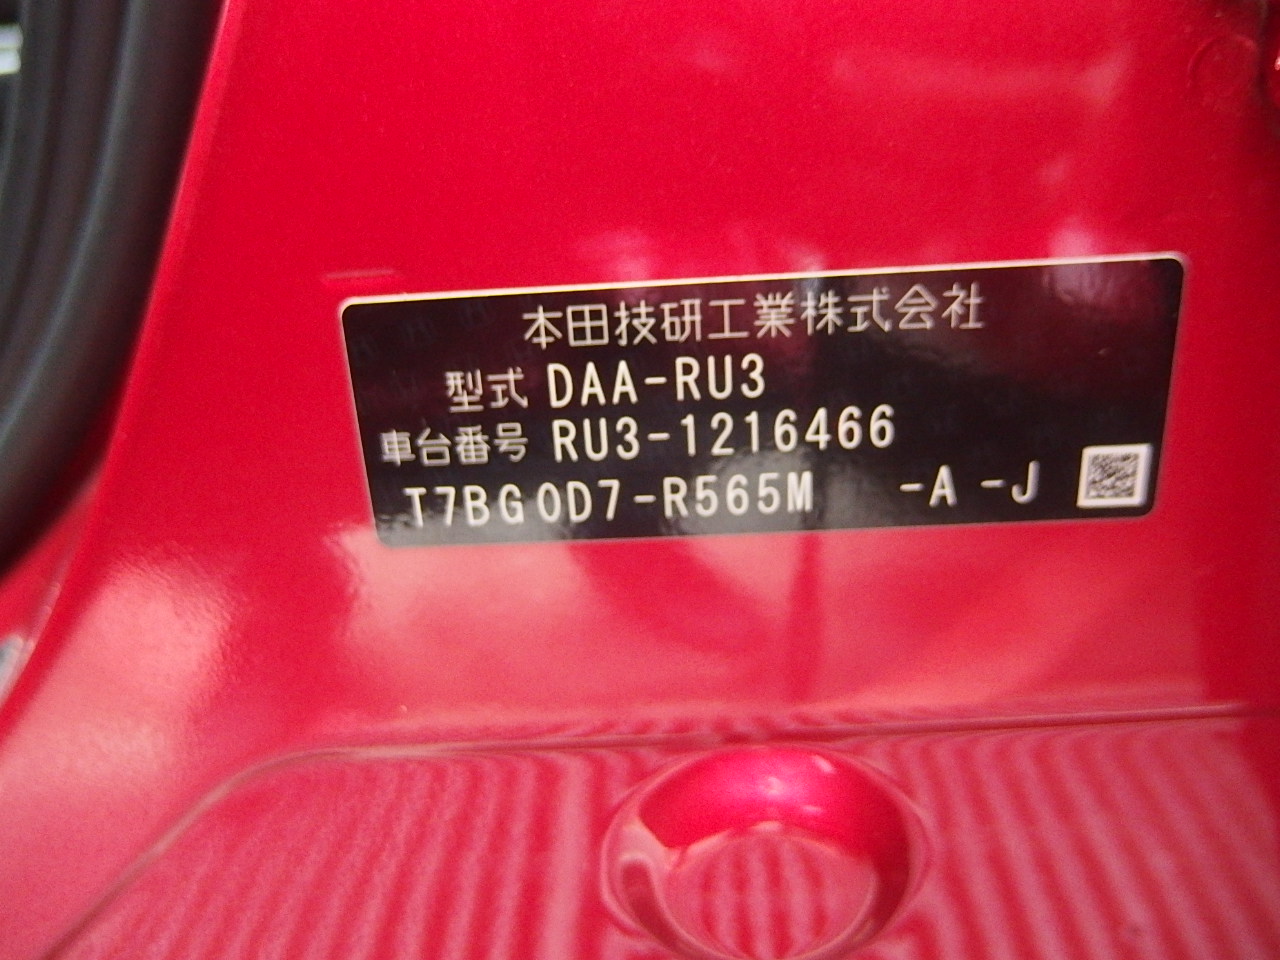 本田技研工業株式会社
型式 DAA-RU3
車台番号 RU3-1216466
T7BG0D7-R565M -A -J